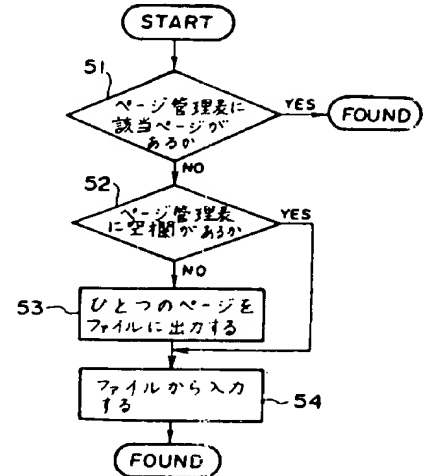 START
51
ページ管理長に
該当ページが
あるか
YES
FOUND
NO
52
ページ管理長
に空欄があるか
YES
NO
53
ひとつのページを
ファイルに出力する
ファイルから入力
する
54
FOUND